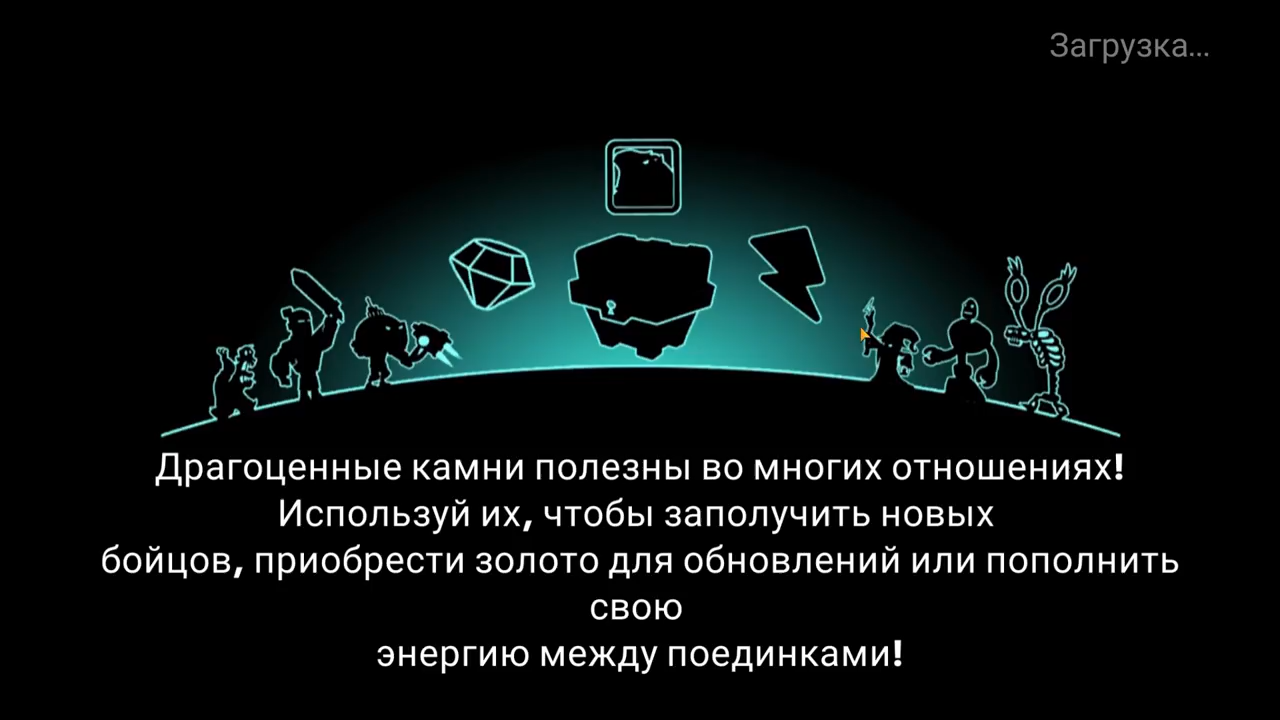 Загрузка...
Драгоценные камни полезны во многих отношениях!
Используй их, чтобы заполучить новых
бойцов, приобрести золото для обновлений или пополнить
свою
энергию между поединками!